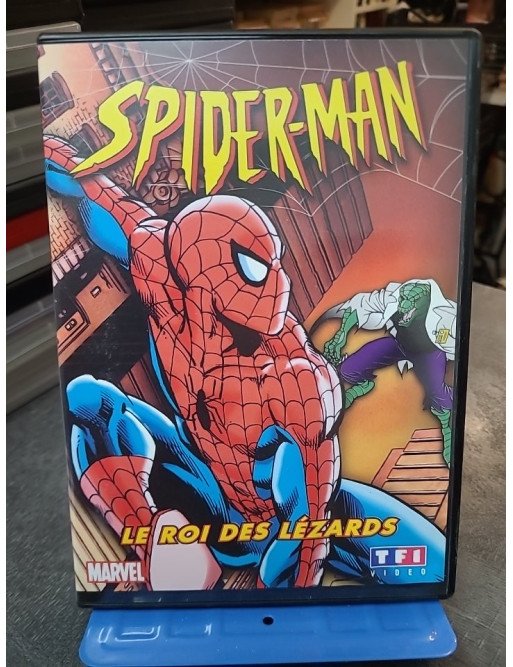 SPIDER-MAN
LE ROI DES LÉZARDS
MARVEL
TF1
VIDEO